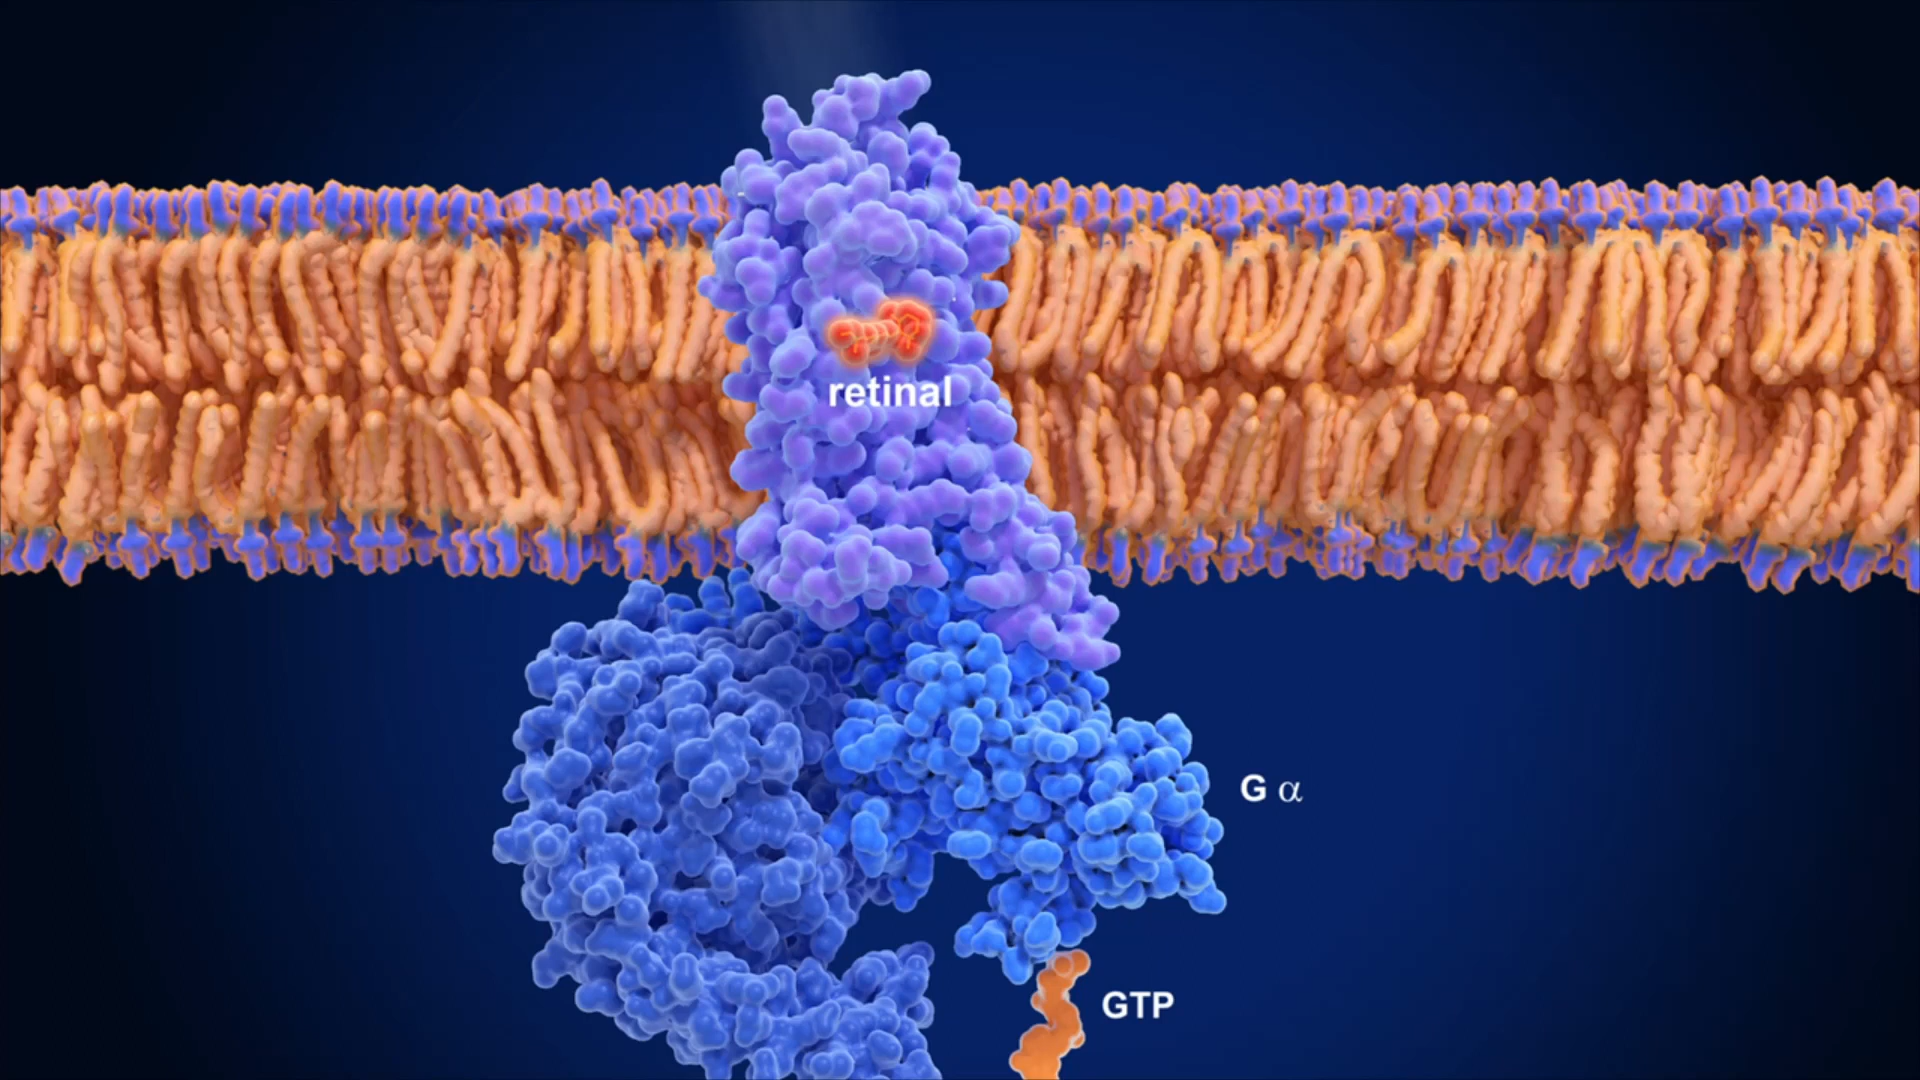 retinal
G α
GTP